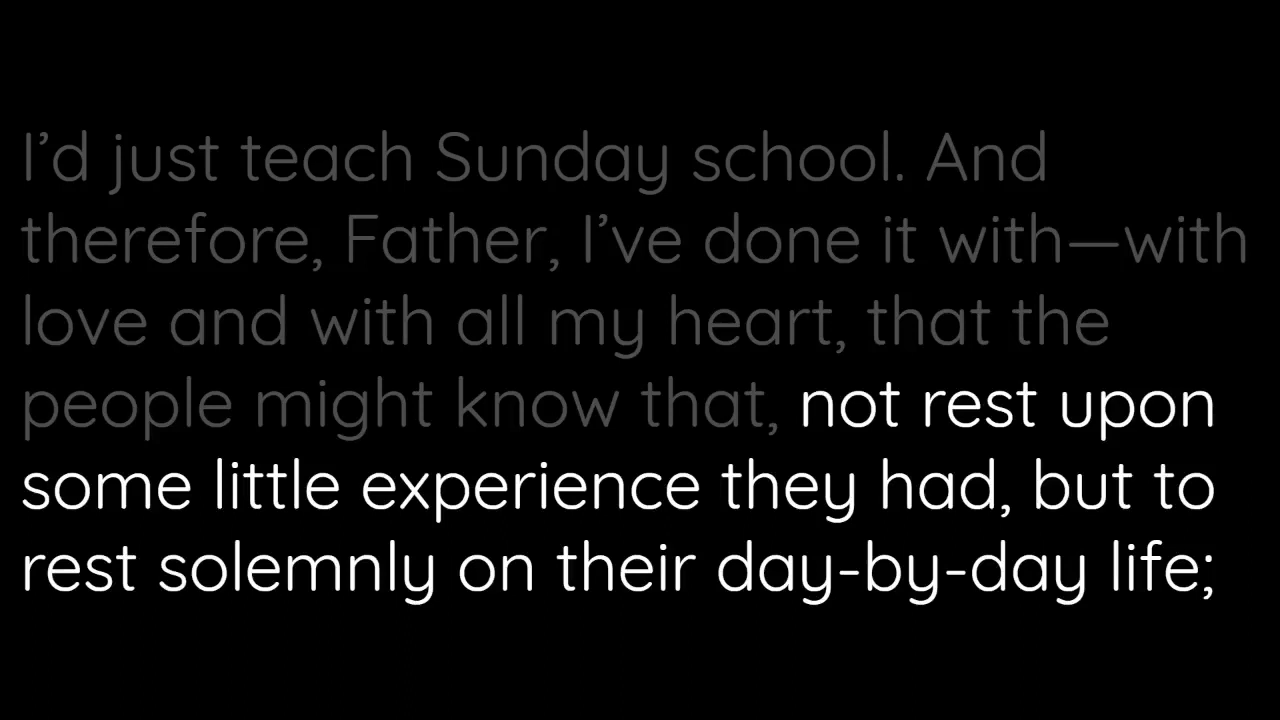 I’d just teach Sunday school. And
therefore, Father, I’ve done it with—with
love and with all my heart, that the
people might know that, not rest upon
some little experience they had, but to
rest solemnly on their day-by-day life;